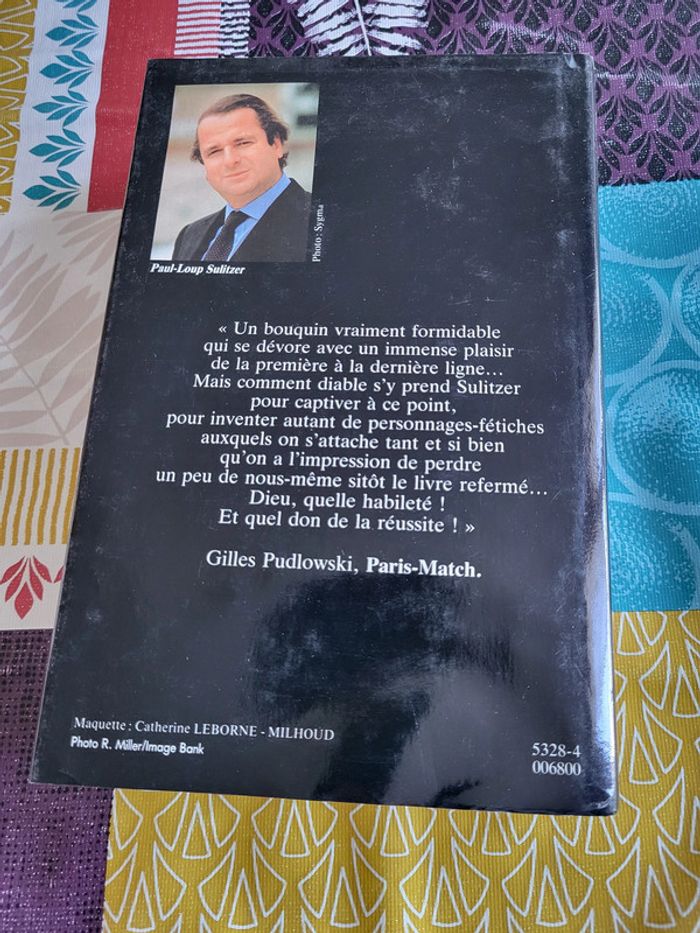 Photo : Sygma
Paul-Loup Sulitzer
« Un bouquin vraiment formidable
qui se dévore avec un immense plaisir
de la première à la dernière ligne...
Mais comment diable s'y prend Sulitzer
pour captiver à ce point,
pour inventer autant de personnages-fétiches
auxquels on s'attache tant et si bien
qu'on a l'impression de perdre
un peu de nous-même sitôt le livre refermé...
Dieu, quelle habileté !
Et quel don de la réussite ! »
Gilles Pudlowski, Paris-Match.
Maquette : Catherine LEBORNE - MILHOUD
Photo R. Miller/Image Bank
5328-4
006800